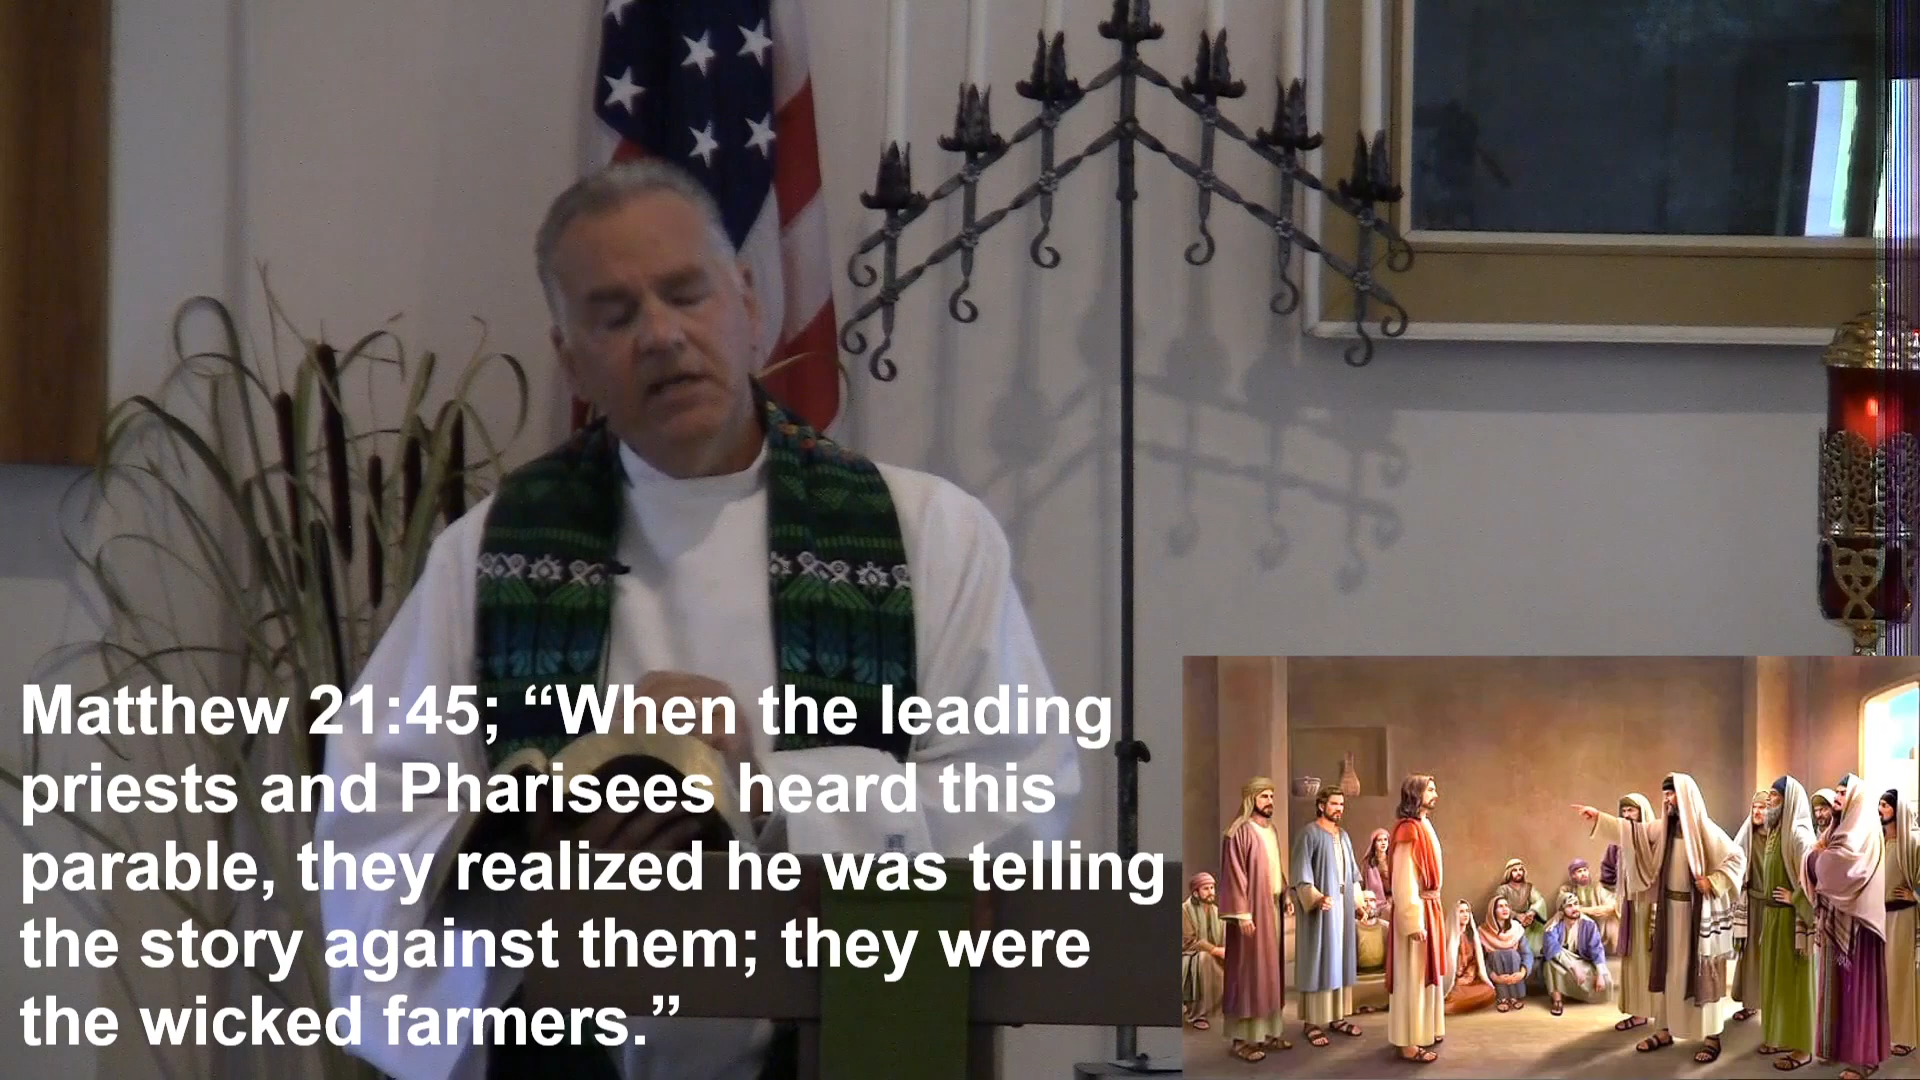 Matthew 21:45; “When the leading
priests and Pharisees heard this
parable, they realized he was telling
the story against them; they were
the wicked farmers.”